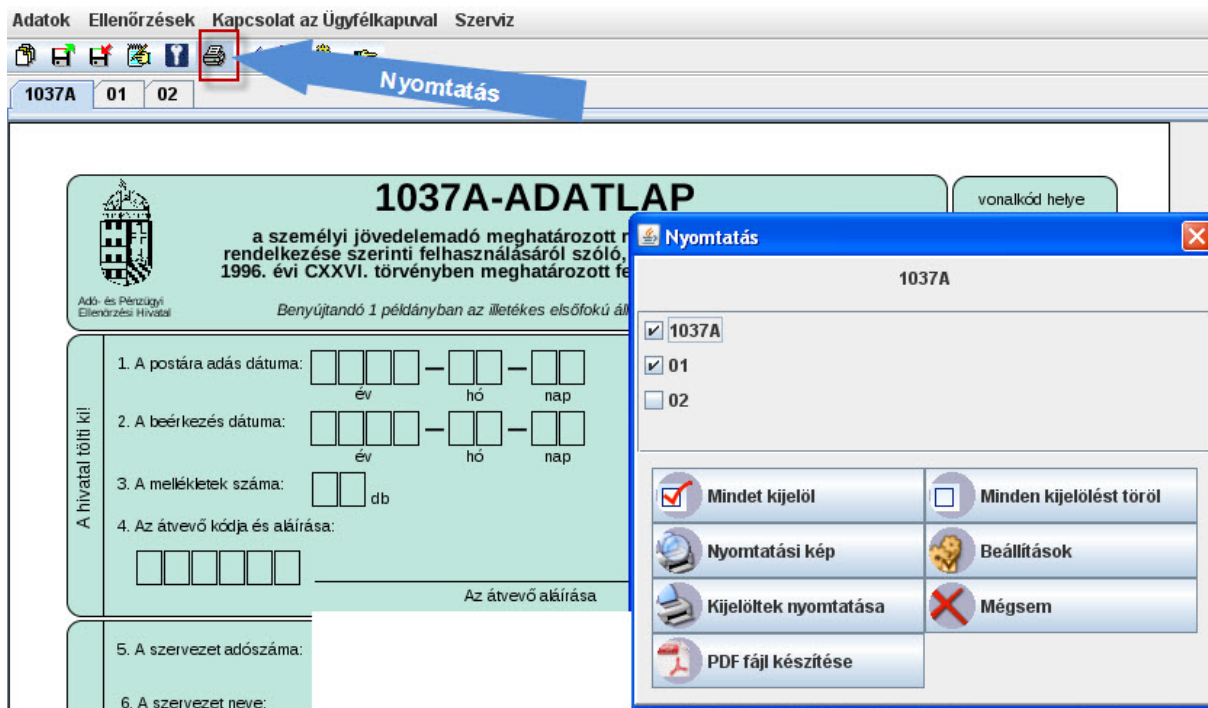 Adatok Ellenőrzések Kapcsolat az Ügyfélkapuval Szerviz
Nyomtatás
1037A 01 02
1037A-ADATLAP
vonalkód helye
a személyi jövedelemadó meghatározott
rendelkezése szerinti felhasználásáról szóló,
1996. évi CXXVI. törvényben meghatározott
Adó- és Pénzügyi
Ellenőrzési Hivatal
Benyújtandó 1 példányban az illetékes elsőfokú
A hivatal tölti ki!
1. A postára adás dátuma:
év hó nap
2. A beérkezés dátuma:
év hó nap
3. A mellékletek száma:
db
4. Az átvevő kódja és aláírása:
Az átvevő aláírása
5. A szervezet adószáma:
6. A szervezet neve:
Nyomtatás
1037A
1037A
01
02
Mindet kijelöl
Minden kijelölést töröl
Nyomtatási kép
Beállítások
Kijelöltek nyomtatása
Mégsem
PDF fájl készítése